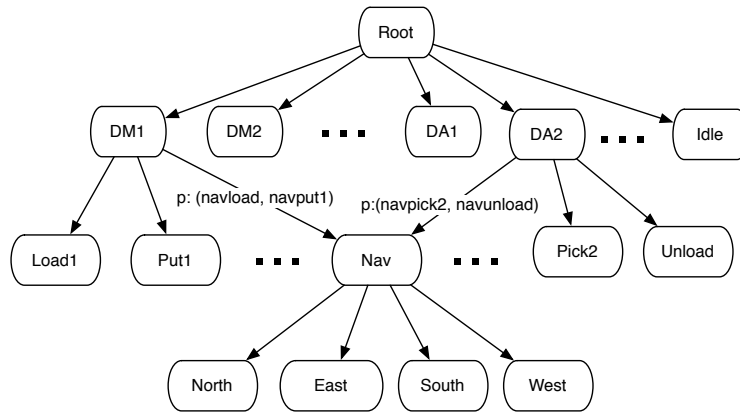 Root
DM1
DM2
DA1
DA2
Idle
p: (navload, navput1)
p:(navpick2, navunload)
Load1
Put1
Nav
Pick2
Unload
North
East
South
West